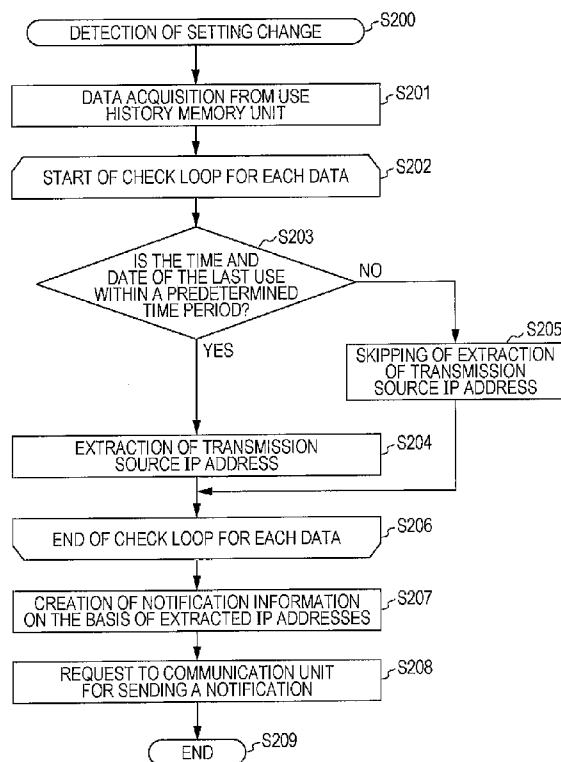 DETECTION OF SETTING CHANGE
S200
DATA ACQUISITION FROM USE
HISTORY MEMORY UNIT
S201
START OF CHECK LOOP FOR EACH DATA
S202
S203
IS THE TIME AND
DATE OF THE LAST USE
WITHIN A PREDETERMINED
TIME PERIOD?
NO
YES
S205
SKIPPING OF EXTRACTION
OF TRANSMISSION
SOURCE IP ADDRESS
EXTRACTION OF TRANSMISSION
SOURCE IP ADDRESS
S204
END OF CHECK LOOP FOR EACH DATA
S206
CREATION OF NOTIFICATION INFORMATION
ON THE BASIS OF EXTRACTED IP ADDRESSES
S207
REQUEST TO COMMUNICATION UNIT
FOR SENDING A NOTIFICATION
S208
END
S209